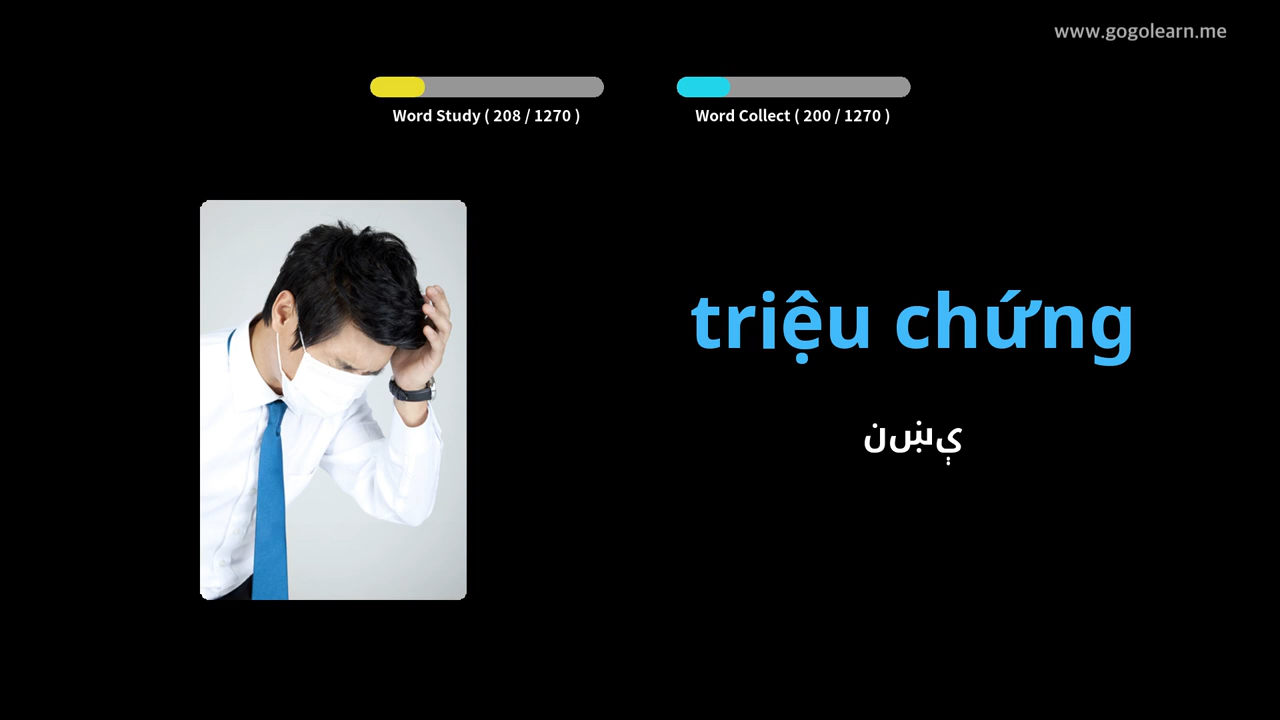 www.gogolearn.me
Word Study ( 208 / 1270 )
Word Collect ( 200 / 1270 )
triệu chứng
نښې